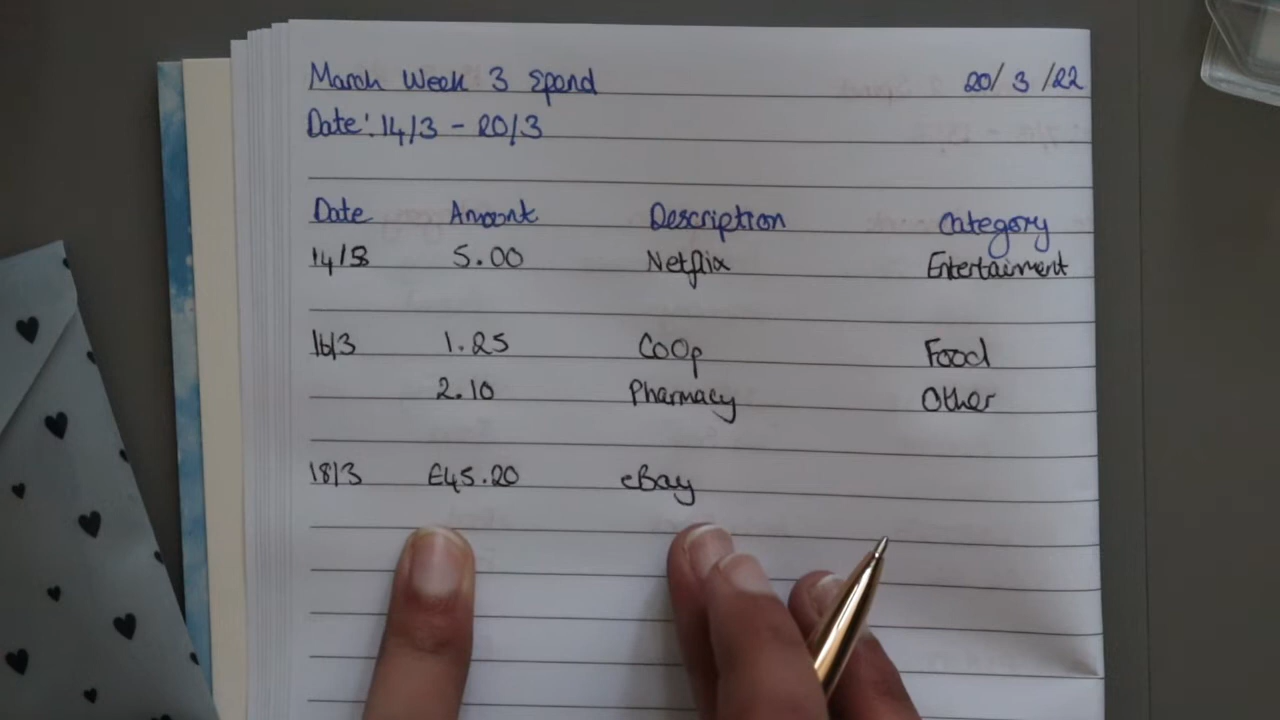 March Week 3 Spend 20/3/22
Date: 14/3 - 20/3
Date Amount Description Category
14/3 5.00 Netflix Entertaiment
16/3 1.25 CoOp Food
2.10 Pharmacy Other
18/3 £45.20 eBay